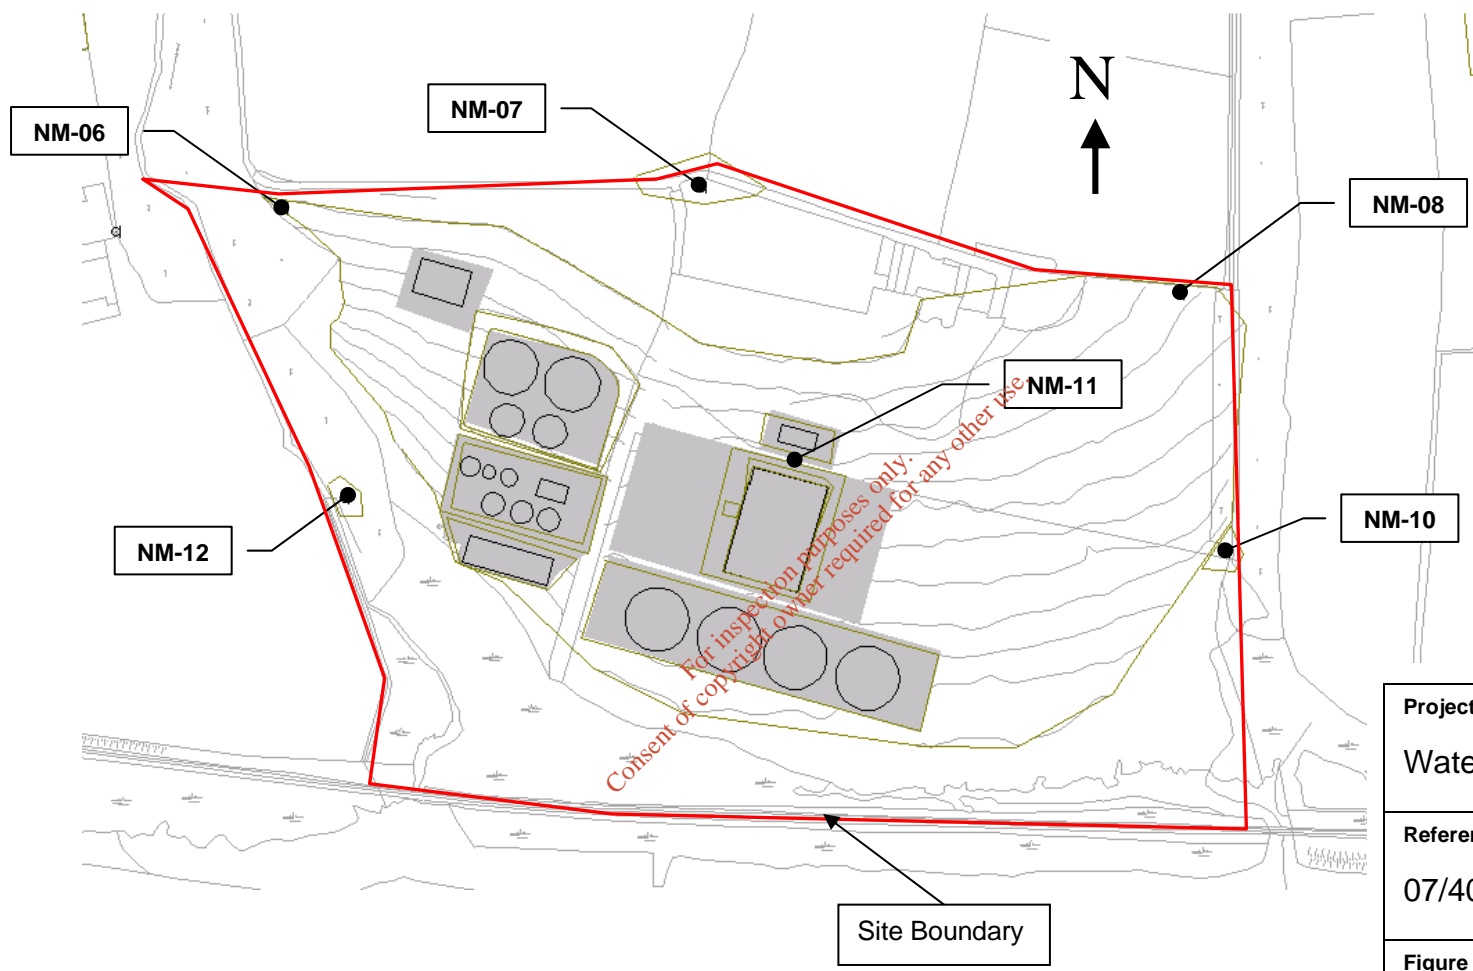 N
NM-07
NM-06
NM-08
NM-11
NM-10
NM-12
For inspection purposes only.
Consent of copyright owner required for any other use.
Site Boundary
Project
Wate
Referen
07/40
Figure